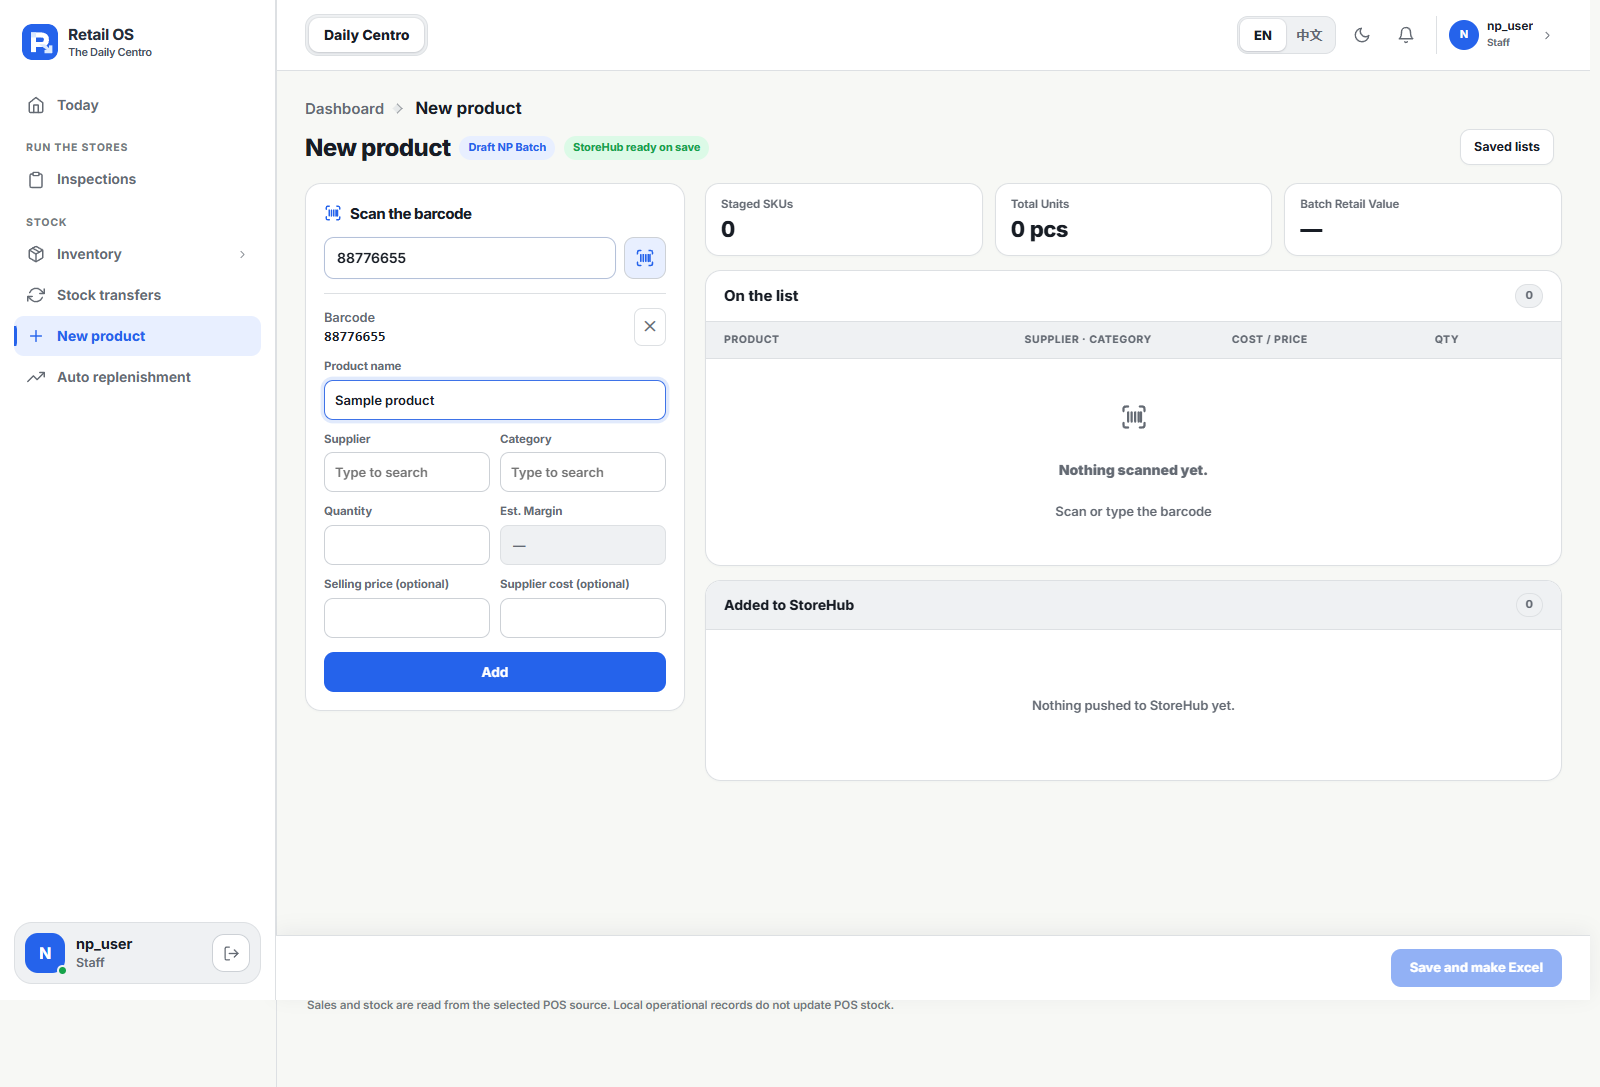 Retail OS
The Daily Centro
Today
RUN THE STORES
Inspections
STOCK
Inventory
Stock transfers
New product
Auto replenishment
np_user
Staff
N
Daily Centro
EN
中文
N
np_user
Staff
Dashboard
New product
New product
Draft NP Batch
StoreHub ready on save
Saved lists
Scan the barcode
88776655
Barcode
88776655
Product name
Sample product
Supplier
Category
Type to search
Type to search
Quantity
Est. Margin
—
Selling price (optional)
Supplier cost (optional)
Add
Staged SKUs
0
Total Units
0 pcs
Batch Retail Value
—
On the list
0
PRODUCT
SUPPLIER · CATEGORY
COST / PRICE
QTY
Nothing scanned yet.
Scan or type the barcode
Added to StoreHub
0
Nothing pushed to StoreHub yet.
Save and make Excel
Sales and stock are read from the selected POS source. Local operational records do not update POS stock.